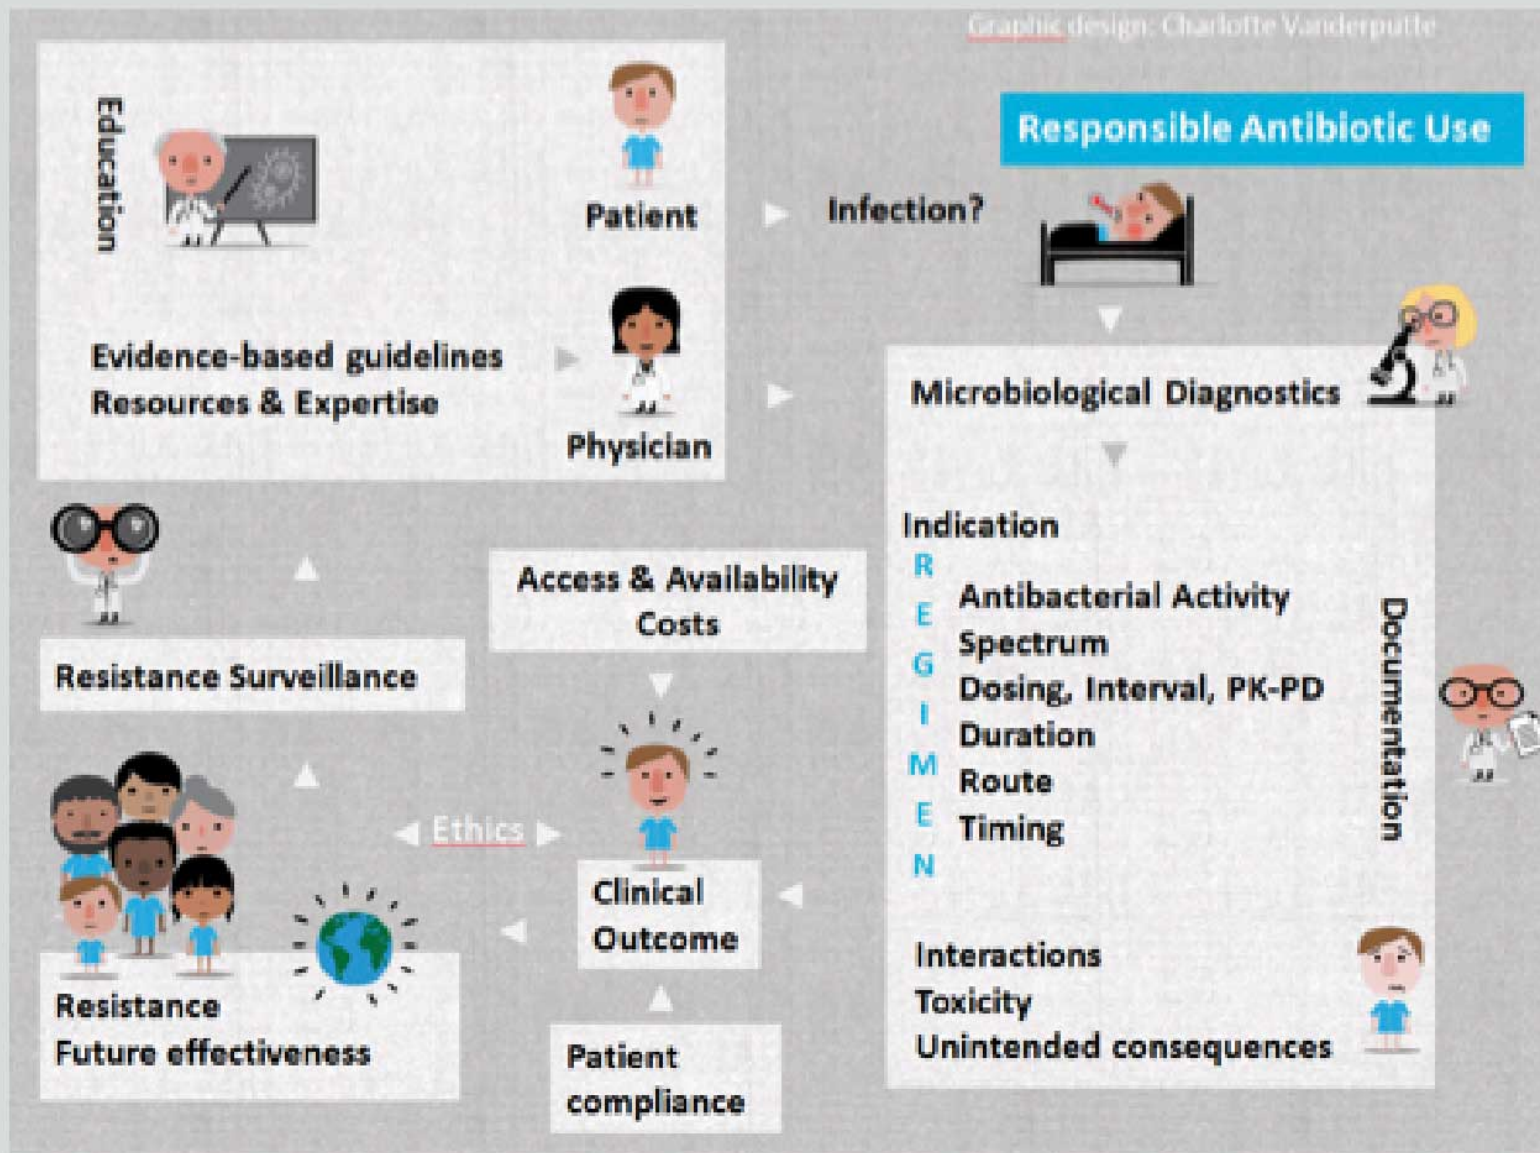 Graphic design: Charlotte Vanderputte
Responsible Antibiotic Use
Education
Patient
Evidence-based guidelines
Resources & Expertise
Physician
Infection?
Microbiological Diagnostics
Indication
REGIMEN
Antibacterial Activity
Spectrum
Dosing, Interval, PK-PD
Duration
Route
Timing
Documentation
Interactions
Toxicity
Unintended consequences
Access & Availability
Costs
Clinical
Outcome
Patient
compliance
Ethics
Resistance Surveillance
Resistance
Future effectiveness